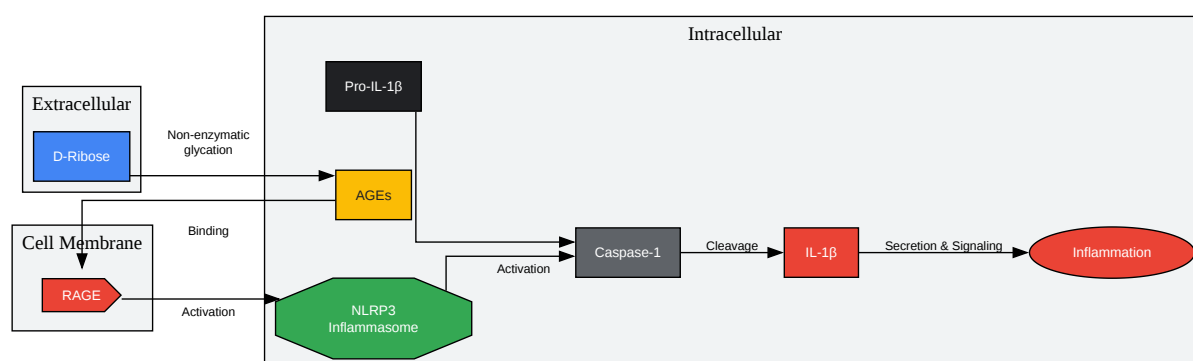 Intracellular
Pro-IL-1β
Extracellular
D-Ribose
Non-enzymatic
glycation
AGEs
Binding
Cell Membrane
RAGE
Activation
NLRP3
Inflammasome
Activation
Caspase-1
Cleavage
IL-1β
Secretion & Signaling
Inflammation